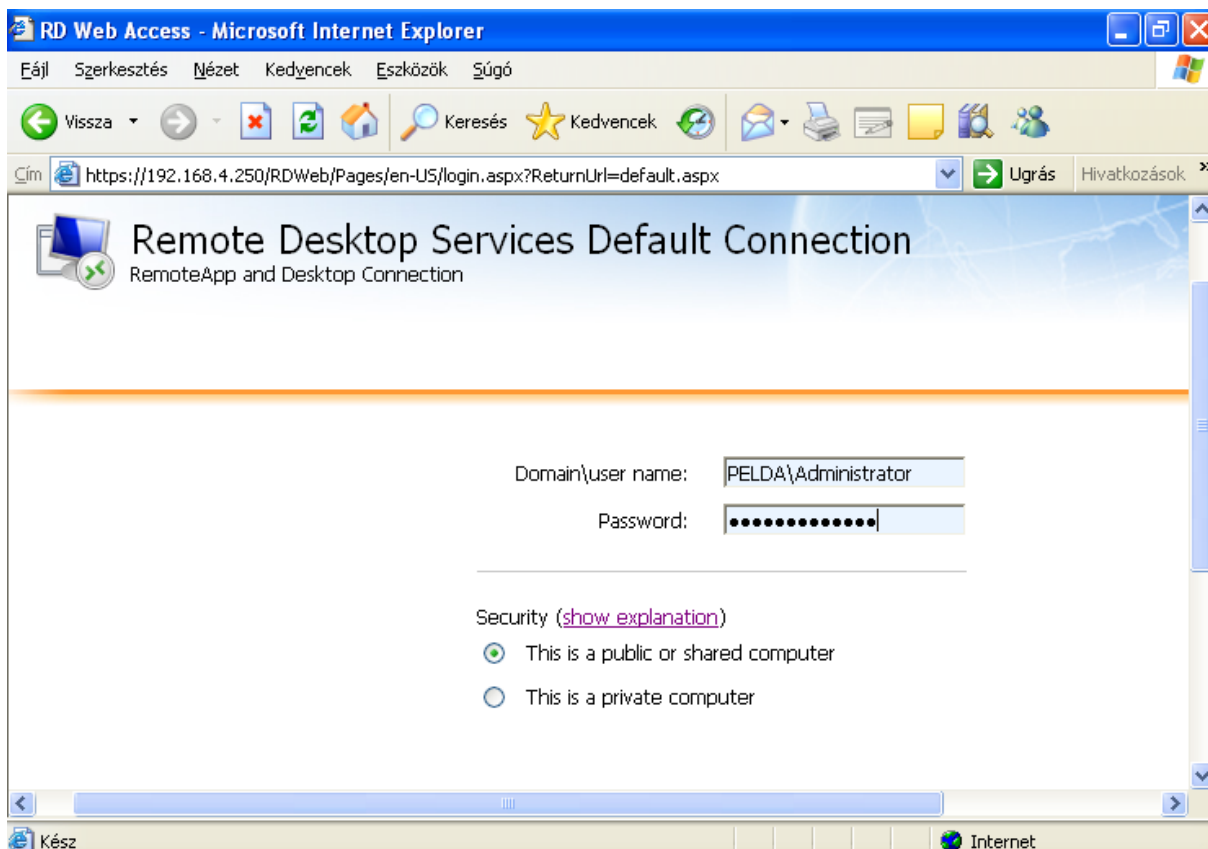 RD Web Access - Microsoft Internet Explorer
Fájl Szerkesztés Nézet Kedvencek Eszközök Súgó
Vissza Keresés Kedvencek
Cím https://192.168.4.250/RDWeb/Pages/en-US/login.aspx?ReturnUrl=default.aspx Ugrás Hivatkozások »
Remote Desktop Services Default Connection
RemoteApp and Desktop Connection
Domain\user name: PELDA\Administrator
Password: •••••••••••••
Security (show explanation)
This is a public or shared computer
This is a private computer
Kész Internet